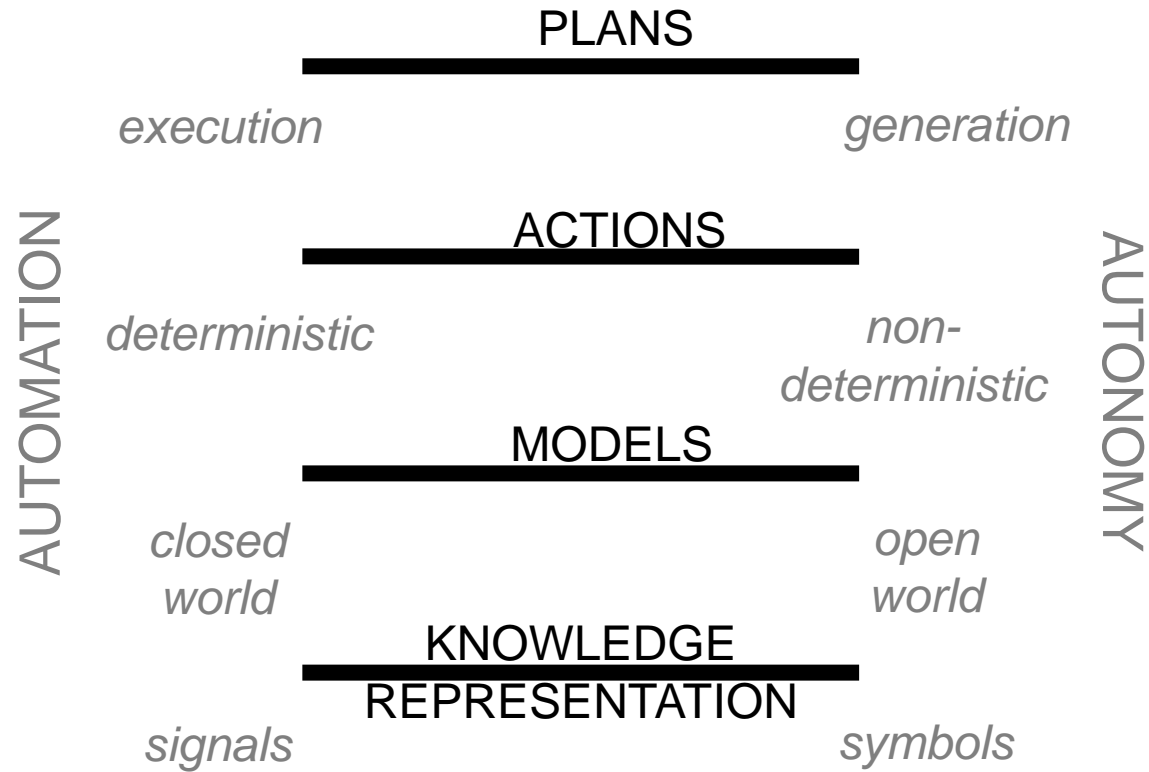 PLANS
execution
generation
AUTOMATION
ACTIONS
AUTONOMY
deterministic
non-
deterministic
MODELS
closed
world
open
world
KNOWLEDGE
REPRESENTATION
signals
symbols